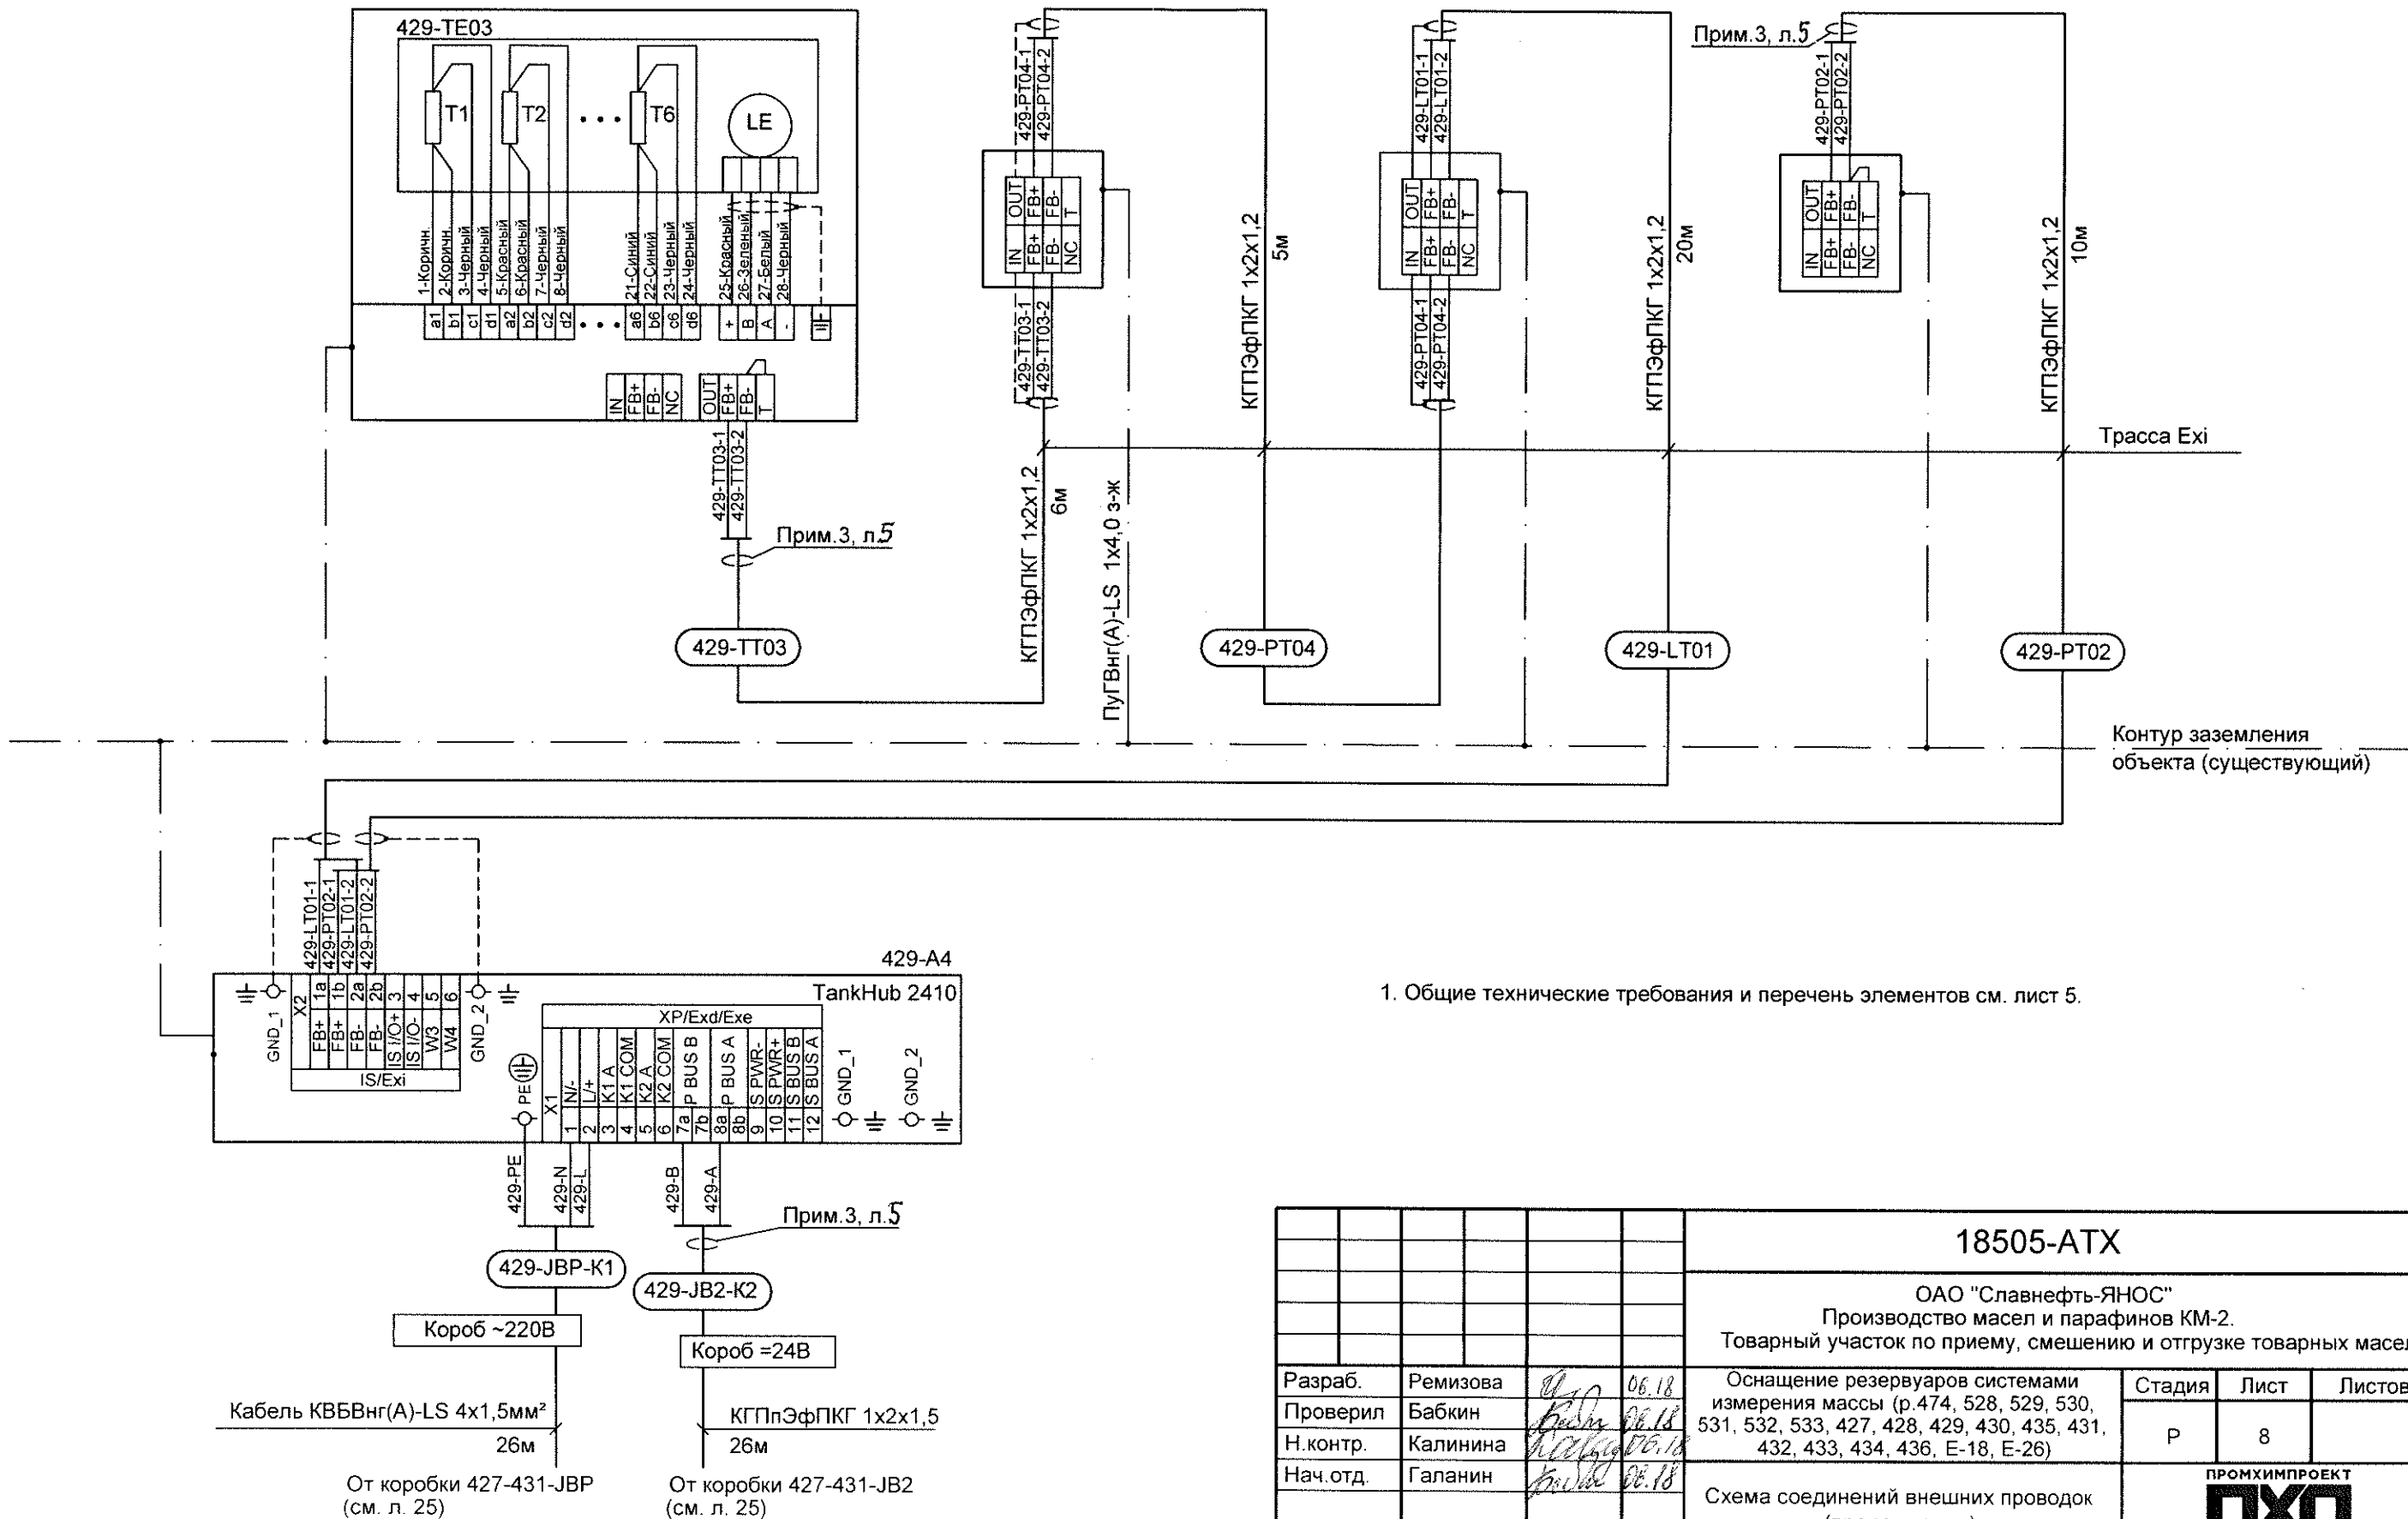 429-TE03
T1
T2
T6
LE
1-Коричн.
2-Коричн.
3-Черный
4-Черный
5-Красный
6-Красный
7-Черный
8-Черный
21-Синий
22-Синий
23-Черный
24-Черный
25-Красный
26-Зеленый
27-Белый
28-Черный
a1
b1
c1
d1
a2
b2
c2
d2
a6
b6
c6
d6
+
B
A
-
IN
FB+
FB-
NC
OUT
FB+
FB-
T
429-TT03-1
429-TT03-2
Прим.3, л.5
429-TT03
429-PT04-1
429-PT04-2
OUT
FB+
FB-
T
IN
FB+
FB-
NC
429-TT03-1
429-TT03-2
КГПЭфПКГ 1x2x1,2
6м
ПуГВнг(А)-LS 1x4,0 з-ж
КГПЭфПКГ 1x2x1,2
5м
429-PT04
429-LT01-1
429-LT01-2
OUT
FB+
FB-
T
IN
FB+
FB-
NC
429-PT04-1
429-PT04-2
КГПЭфПКГ 1x2x1,2
20м
429-LT01
Прим.3, л.5
429-PT02-1
429-PT02-2
OUT
FB+
FB-
T
IN
FB+
FB-
NC
КГПЭфПКГ 1x2x1,2
10м
429-PT02
Трасса Exi
Контур заземления
объекта (существующий)
429-LT01-1
429-PT02-1
429-LT01-2
429-PT02-2
429-A4
TankHub 2410
GND_1
X2
1a
1b
2a
2b
3
4
5
6
FB+
FB+
FB-
FB-
IS I/O+
IS I/O-
W3
W4
IS/Exi
GND_2
PE
XP/Exd/Exe
X1
N/-
L/+
K1 A
K1 COM
K2 A
K2 COM
P BUS B
P BUS A
S PWR-
S PWR+
S BUS B
S BUS A
1
2
3
4
5
6
7a
7b
8a
8b
9
10
11
12
GND_1
GND_2
429-PE
429-N
429-L
429-B
429-A
Прим.3, л.5
429-JBP-K1
429-JB2-K2
Короб ~220В
Короб =24В
Кабель КВБВнг(А)-LS 4x1,5мм²
26м
КГПпЭфПКГ 1x2x1,5
26м
От коробки 427-431-JBP
(см. л. 25)
От коробки 427-431-JB2
(см. л. 25)
1. Общие технические требования и перечень элементов см. лист 5.
18505-АТХ
ОАО "Славнефть-ЯНОС"
Производство масел и парафинов КМ-2.
Товарный участок по приему, смешению и отгрузке товарных масел
Разраб. Ремизова 06.18
Проверил Бабкин 06.18
Н.контр. Калинина 06.18
Нач.отд. Галанин 06.18
Оснащение резервуаров системами
измерения массы (р.474, 528, 529, 530,
531, 532, 533, 427, 428, 429, 430, 435, 431,
432, 433, 434, 436, Е-18, Е-26)
Стадия Лист Листов
Р 8
Схема соединений внешних проводок
ПРОМХИМПРОЕКТ
ПХП